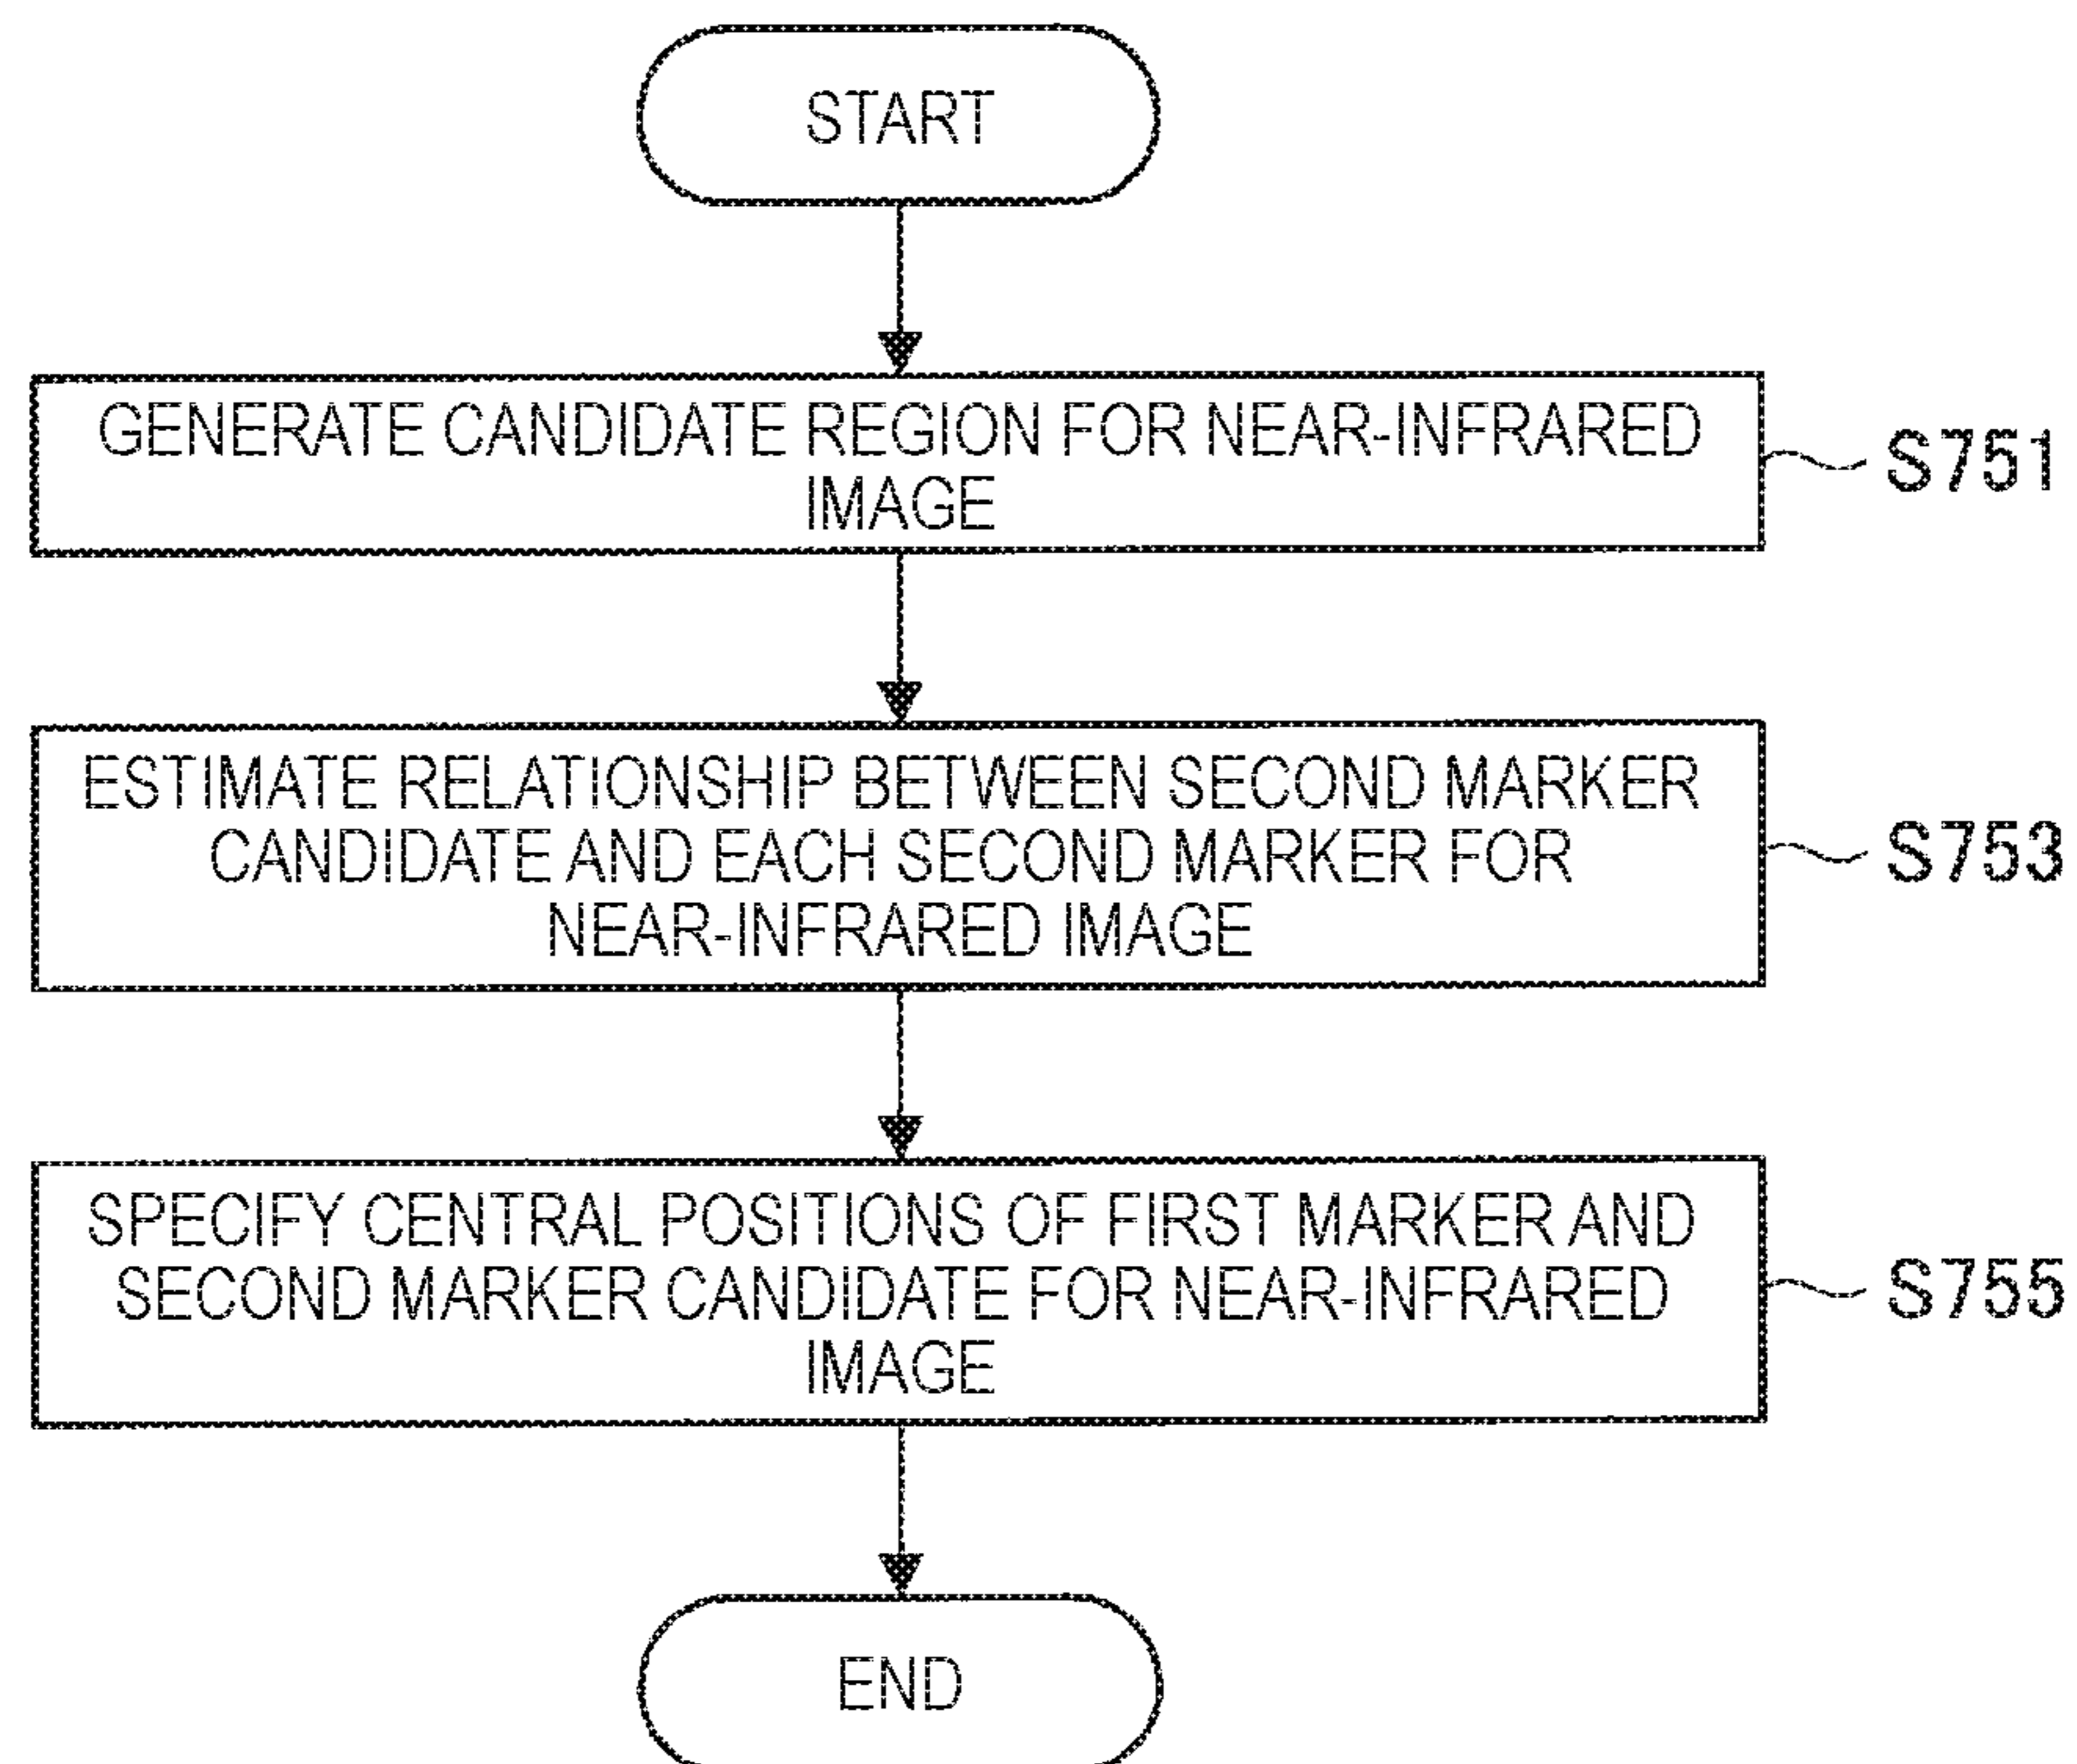 START
GENERATE CANDIDATE REGION FOR NEAR-INFRARED
IMAGE
S751
ESTIMATE RELATIONSHIP BETWEEN SECOND MARKER
CANDIDATE AND EACH SECOND MARKER FOR
NEAR-INFRARED IMAGE
S753
SPECIFY CENTRAL POSITIONS OF FIRST MARKER AND
SECOND MARKER CANDIDATE FOR NEAR-INFRARED
IMAGE
S755
END